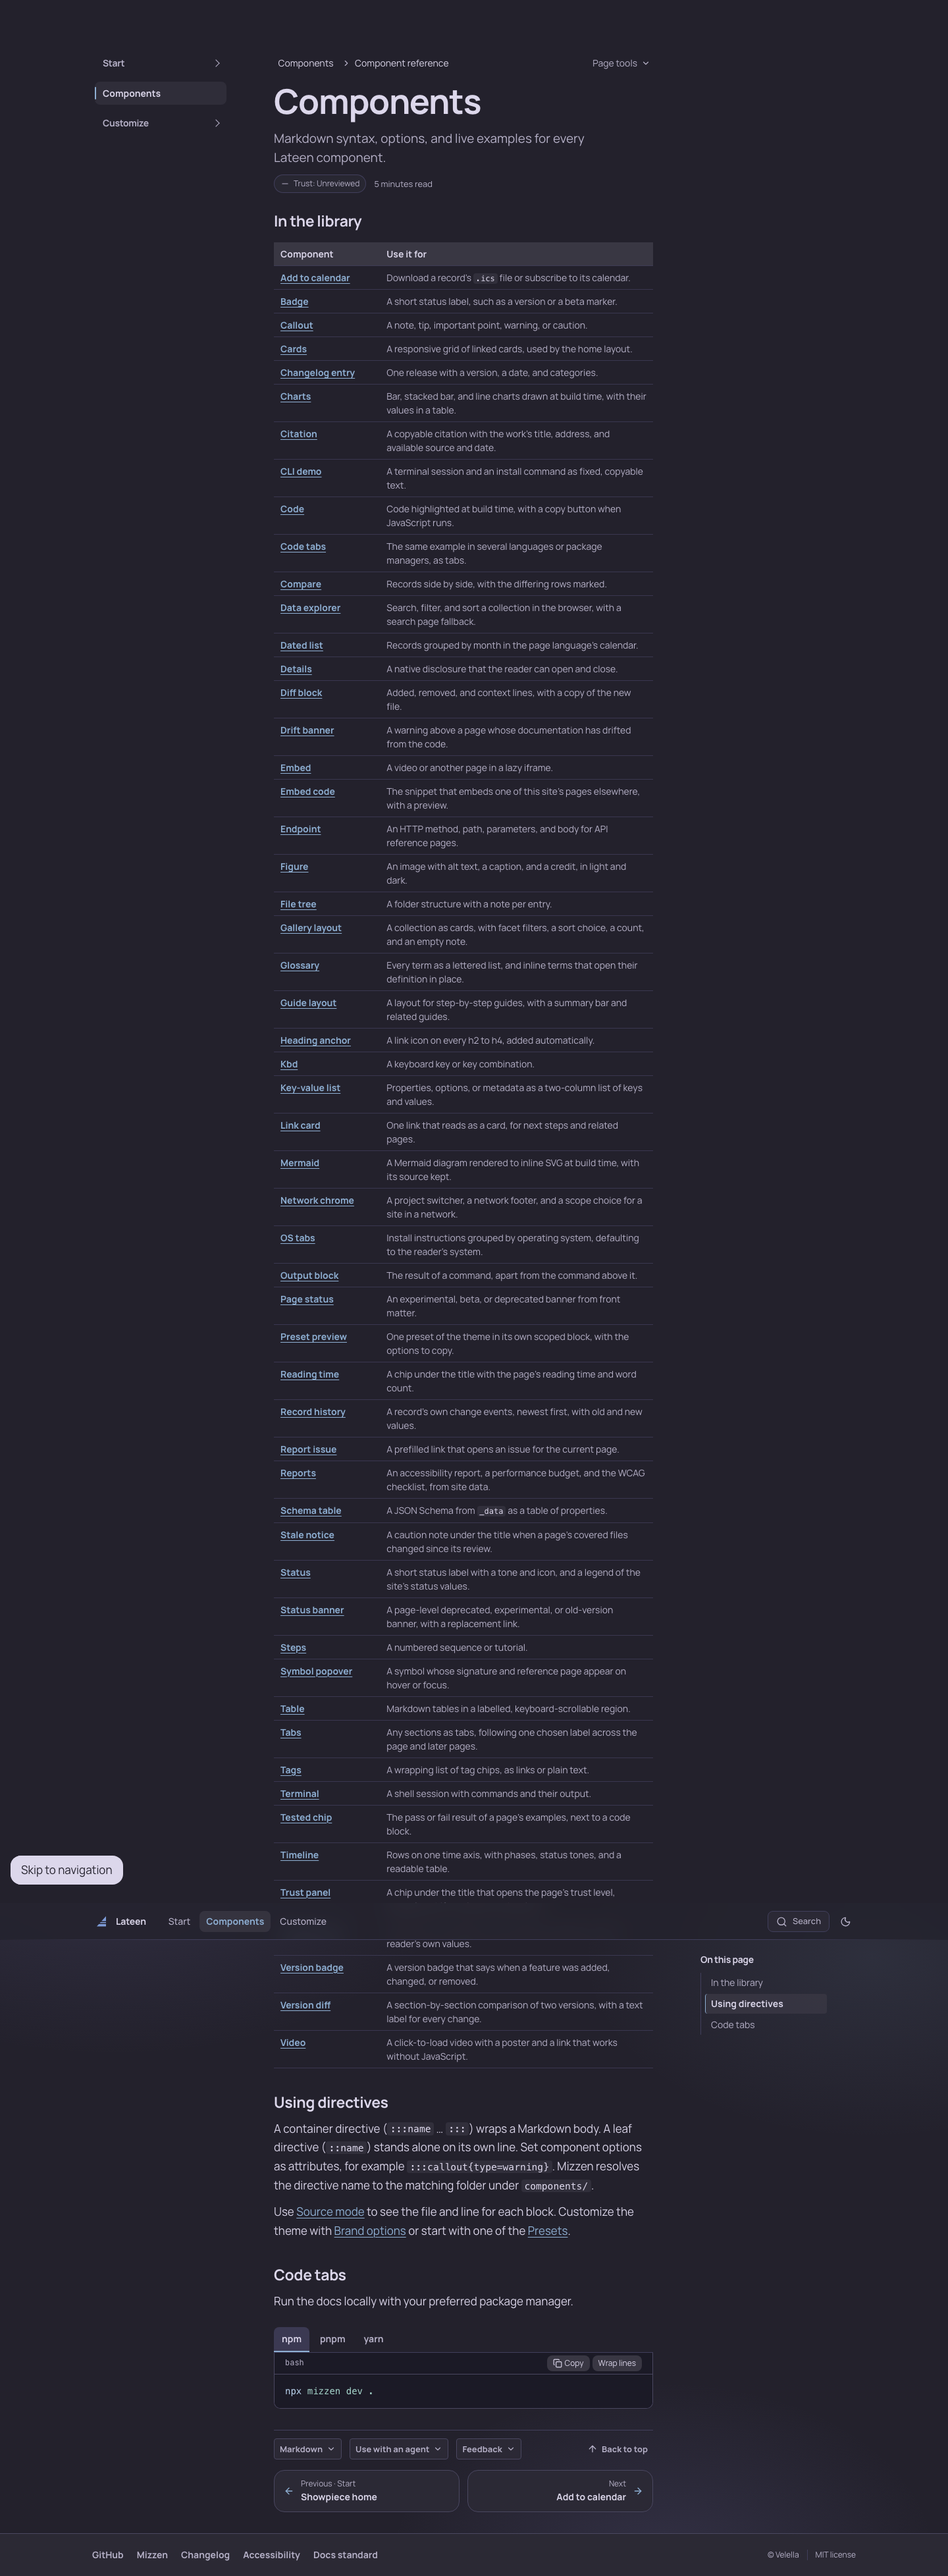 Start
Components
Customize
Components > Component reference
Page tools
Components
Markdown syntax, options, and live examples for every
Lateen component.
— Trust: Unreviewed 5 minutes read
In the library
Component Use it for
Add to calendar Download a record's .ics file or subscribe to its calendar.
Badge A short status label, such as a version or a beta marker.
Callout A note, tip, important point, warning, or caution.
Cards A responsive grid of linked cards, used by the home layout.
Changelog entry One release with a version, a date, and categories.
Charts Bar, stacked bar, and line charts drawn at build time, with their
values in a table.
Citation A copyable citation with the work's title, address, and
available source and date.
CLI demo A terminal session and an install command as fixed, copyable
text.
Code Code highlighted at build time, with a copy button when
JavaScript runs.
Code tabs The same example in several languages or package
managers, as tabs.
Compare Records side by side, with the differing rows marked.
Data explorer Search, filter, and sort a collection in the browser, with a
search page fallback.
Dated list Records grouped by month in the page language's calendar.
Details A native disclosure that the reader can open and close.
Diff block Added, removed, and context lines, with a copy of the new
file.
Drift banner A warning above a page whose documentation has drifted
from the code.
Embed A video or another page in a lazy iframe.
Embed code The snippet that embeds one of this site's pages elsewhere,
with a preview.
Endpoint An HTTP method, path, parameters, and body for API
reference pages.
Figure An image with alt text, a caption, and a credit, in light and
dark.
File tree A folder structure with a note per entry.
Gallery layout A collection as cards, with facet filters, a sort choice, a count,
and an empty note.
Glossary Every term as a lettered list, and inline terms that open their
definition in place.
Guide layout A layout for step-by-step guides, with a summary bar and
related guides.
Heading anchor A link icon on every h2 to h4, added automatically.
Kbd A keyboard key or key combination.
Key-value list Properties, options, or metadata as a two-column list of keys
and values.
Link card One link that reads as a card, for next steps and related
pages.
Mermaid A Mermaid diagram rendered to inline SVG at build time, with
its source kept.
Network chrome A project switcher, a network footer, and a scope choice for a
site in a network.
OS tabs Install instructions grouped by operating system, defaulting
to the reader's system.
Output block The result of a command, apart from the command above it.
Page status An experimental, beta, or deprecated banner from front
matter.
Preset preview One preset of the theme in its own scoped block, with the
options to copy.
Reading time A chip under the title with the page's reading time and word
count.
Record history A record's own change events, newest first, with old and new
values.
Report issue A prefilled link that opens an issue for the current page.
Reports An accessibility report, a performance budget, and the WCAG
checklist, from site data.
Schema table A JSON Schema from _data as a table of properties.
Stale notice A caution note under the title when a page's covered files
changed since its review.
Status A short status label with a tone and icon, and a legend of the
site's status values.
Status banner A page-level deprecated, experimental, or old-version
banner, with a replacement link.
Steps A numbered sequence or tutorial.
Symbol popover A symbol whose signature and reference page appear on
hover or focus.
Table Markdown tables in a labelled, keyboard-scrollable region.
Tabs Any sections as tabs, following one chosen label across the
page and later pages.
Tags A wrapping list of tag chips, as links or plain text.
Terminal A shell session with commands and their output.
Tested chip The pass or fail result of a page's examples, next to a code
block.
Timeline Rows on one time axis, with phases, status tones, and a
readable table.
Skip to navigation
Trust panel A chip under the title that opens the page's trust level,
Lateen Start Components Customize Search
reader's own values.
Version badge A version badge that says when a feature was added,
changed, or removed.
Version diff A section-by-section comparison of two versions, with a text
label for every change.
Video A click-to-load video with a poster and a link that works
without JavaScript.
On this page
In the library
Using directives
Code tabs
Using directives
A container directive (:::name … :::) wraps a Markdown body. A leaf
directive (::name) stands alone on its own line. Set component options
as attributes, for example :::callout{type=warning}. Mizzen resolves
the directive name to the matching folder under components/.
Use Source mode to see the file and line for each block. Customize the
theme with Brand options or start with one of the Presets.
Code tabs
Run the docs locally with your preferred package manager.
npm pnpm yarn
bash Copy Wrap lines
npx mizzen dev .
Markdown Use with an agent Feedback Back to top
Previous · Start
Showpiece home
Next
Add to calendar
GitHub Mizzen Changelog Accessibility Docs standard © Velella MIT license